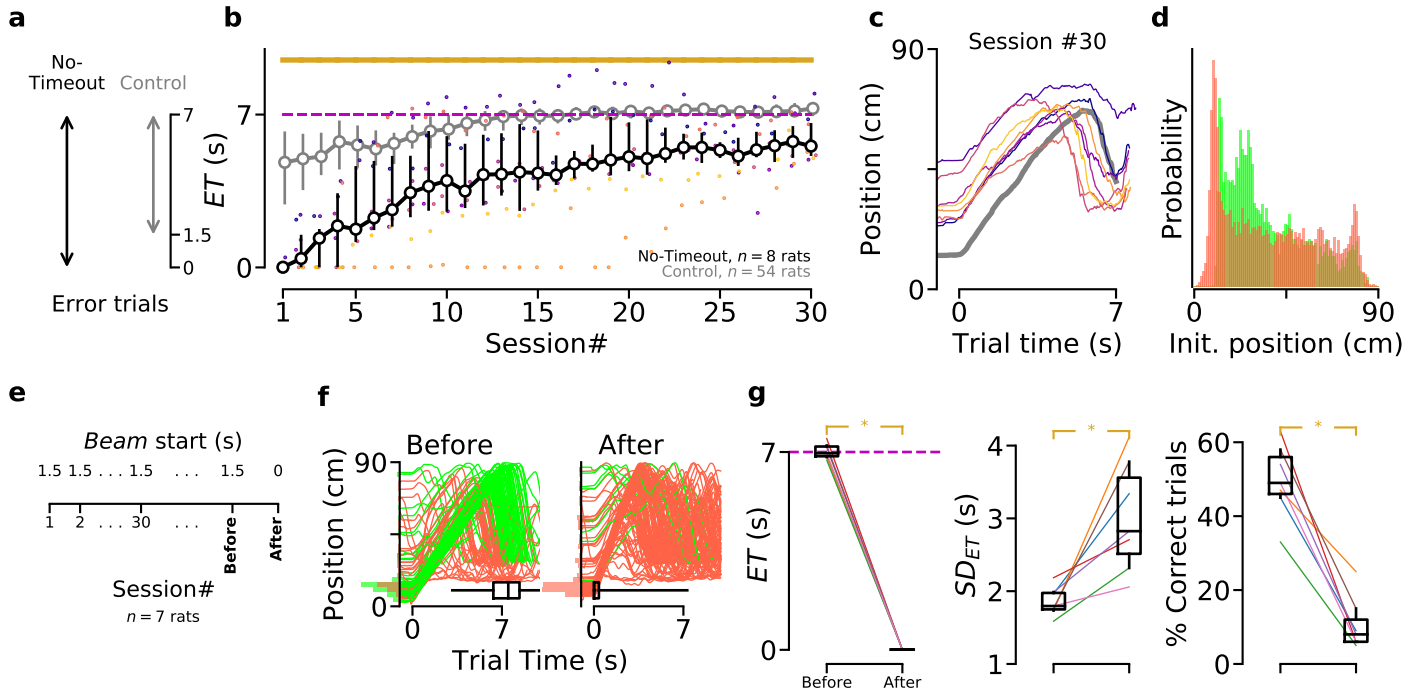 a
No-
Timeout
Control
7
1.5
0
Error trials
b
ET (s)
7
0
No-Timeout, n = 8 rats
Control, n = 54 rats
1 5 10 15 20 25 30
Session#
c
Session #30
Position (cm)
90
0
0 7
Trial time (s)
d
Probability
0 90
Init. position (cm)
e
Beam start (s)
1.5 1.5 . . . 1.5 . . . 1.5 0
1 2 . . . 30 . . . Before After
Session#
n = 7 rats
f
Before After
Position (cm)
90
0
0 7 0 7
Trial Time (s)
g
ET (s)
7
0
*
Before After
SD_ET (s)
4
3
2
1
*
% Correct trials
60
40
20
0
*